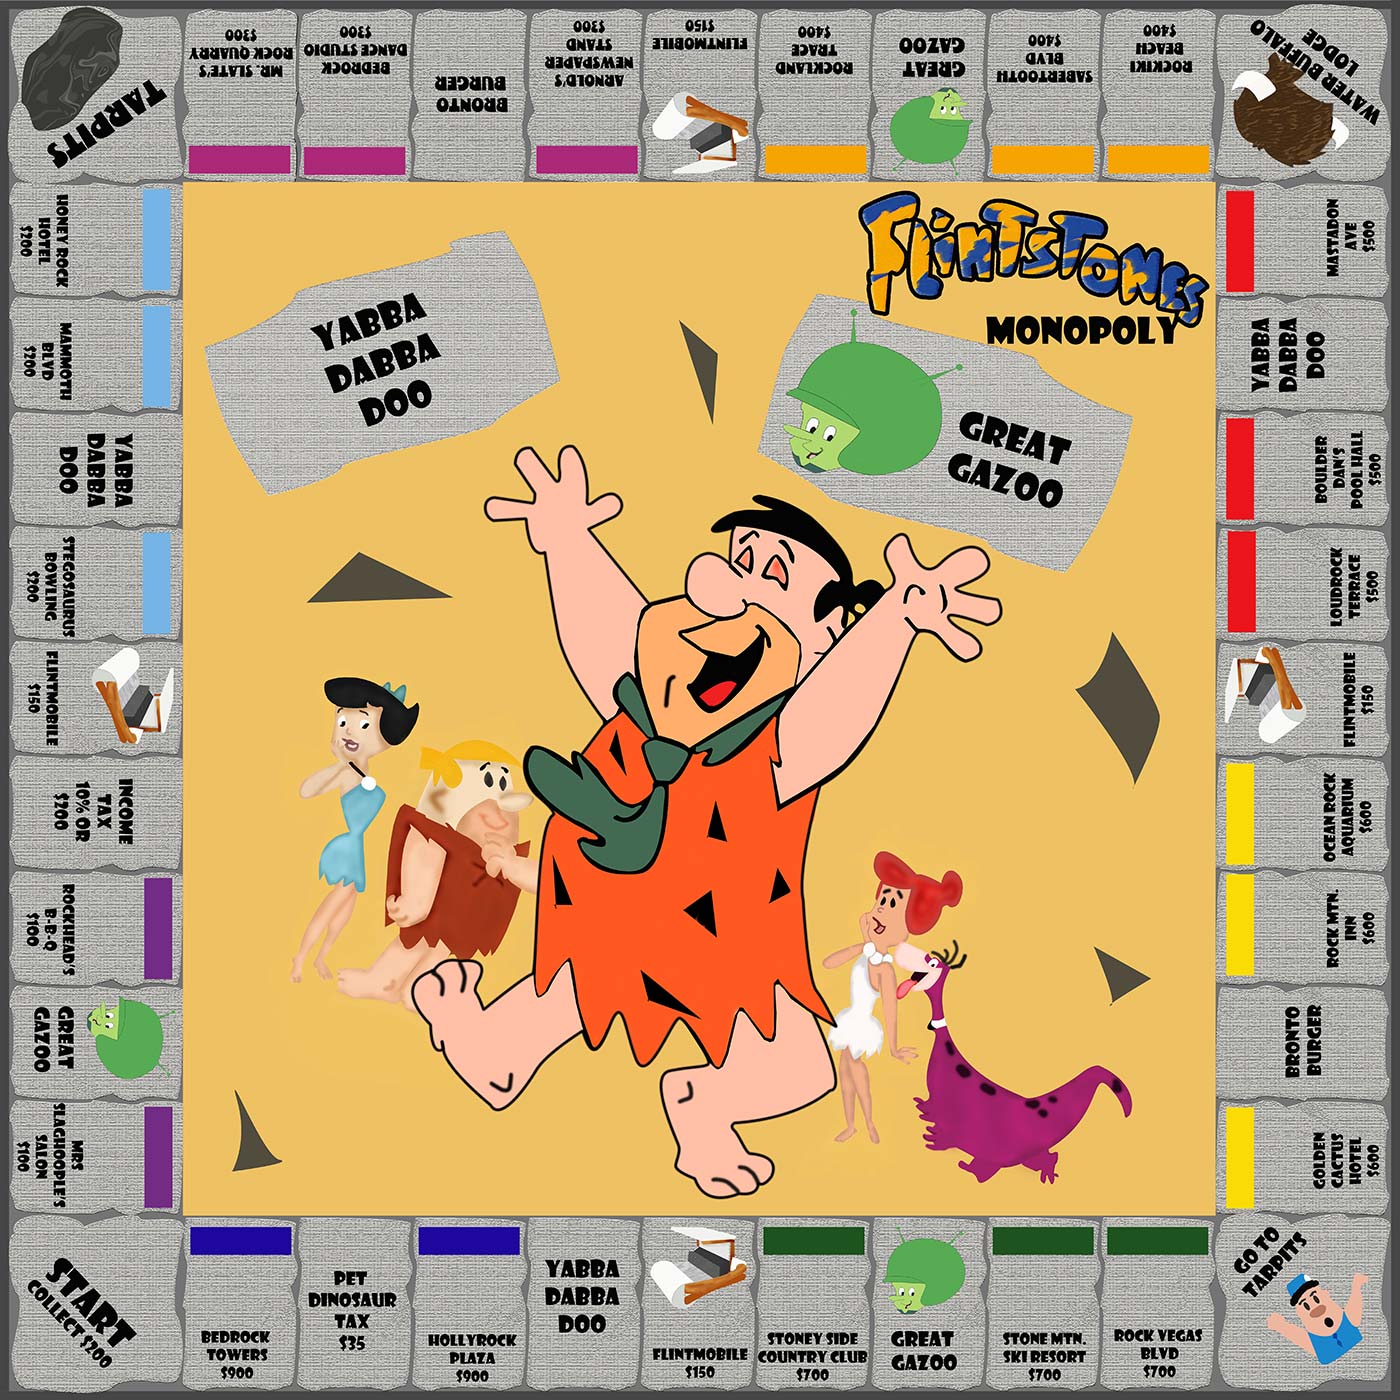 TARPITS
MR. SLATE'S
ROCK QUARRY
$300
BEDROCK
DANCE STUDIO
$300
BRONTO
BURGER
ARNOLD'S
NEWSPAPER
STAND
$300
FLINTMOBILE
$150
ROCKLAND
TRACE
$400
GREAT
GAZOO
SABERTOOTH
BLVD
$400
ROCKIKI
BEACH
$400
WATER BUFFALO
LODGE
MASTADON
AVE
$500
YABBA
DABBA
DOO
BOULDER
DAN'S
POOL HALL
$500
LOUDROCK
TERRACE
$500
FLINTMOBILE
$150
OCEAN ROCK
AQUARIUM
$600
ROCK MTN.
INN
$600
BRONTO
BURGER
GOLDEN
CACTUS
HOTEL
$600
GO TO
TARPITS
ROCK VEGAS
BLVD
$700
STONE MTN.
SKI RESORT
$700
GREAT
GAZOO
STONEY SIDE
COUNTRY CLUB
$700
FLINTMOBILE
$150
YABBA
DABBA
DOO
HOLLYROCK
PLAZA
$900
PET
DINOSAUR
TAX
$35
BEDROCK
TOWERS
$900
START
COLLECT $200
MRS
SLAGHOOPLE'S
SALON
$100
GREAT
GAZOO
ROCKHEAD'S
B-B-Q
$100
INCOME
TAX
10% OR
$200
FLINTMOBILE
$150
STEGOSAURUS
BOWLING
$200
YABBA
DABBA
DOO
MAMMOTH
BLVD
$200
HONEY ROCK
HOTEL
$200
FLINTSTONES
MONOPOLY
YABBA
DABBA
DOO
GREAT
GAZOO